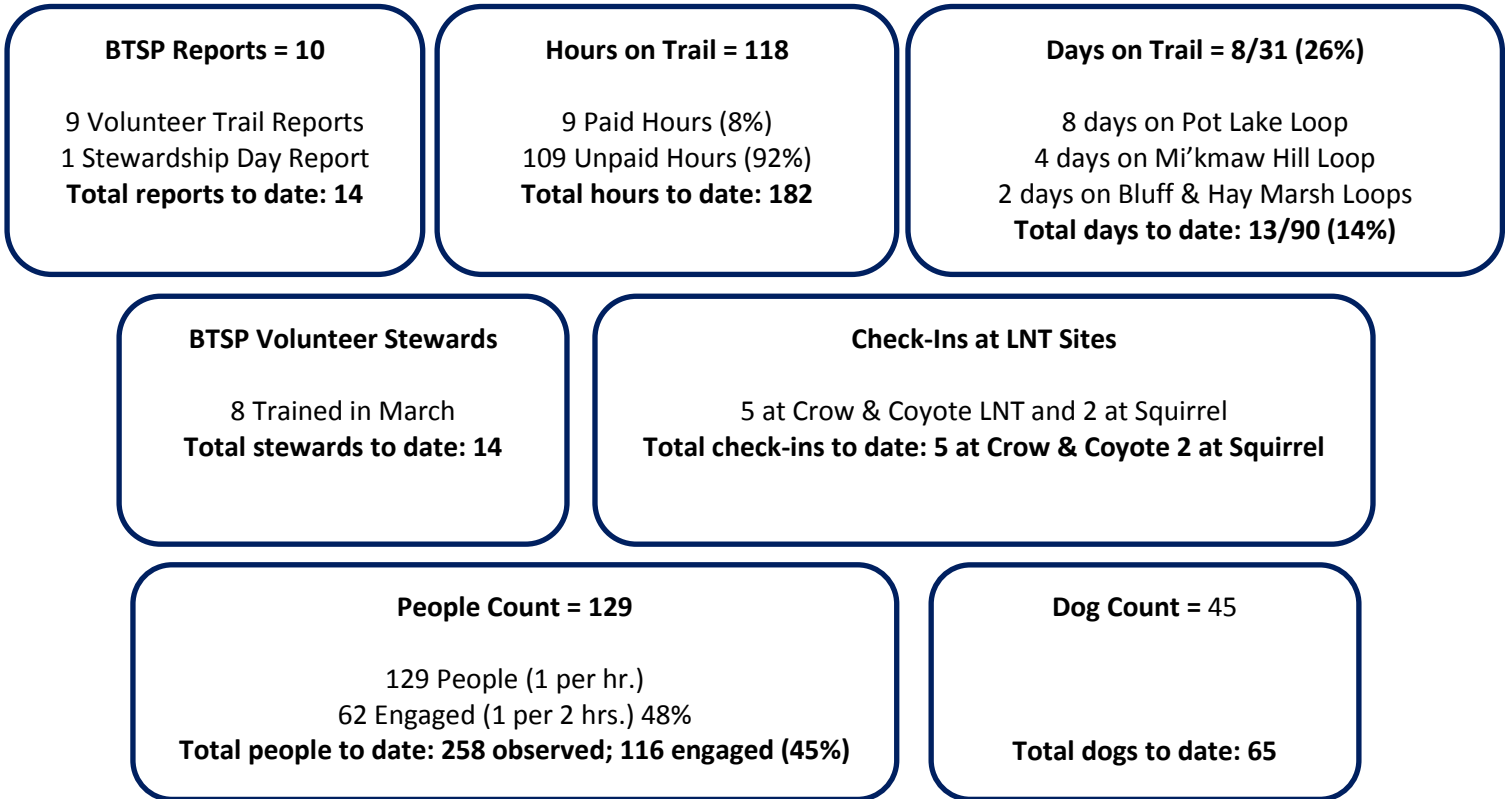 BTSP Reports = 10
9 Volunteer Trail Reports
1 Stewardship Day Report
Total reports to date: 14
Hours on Trail = 118
9 Paid Hours (8%)
109 Unpaid Hours (92%)
Total hours to date: 182
Days on Trail = 8/31 (26%)
8 days on Pot Lake Loop
4 days on Mi’kmaw Hill Loop
2 days on Bluff & Hay Marsh Loops
Total days to date: 13/90 (14%)
BTSP Volunteer Stewards
8 Trained in March
Total stewards to date: 14
Check-Ins at LNT Sites
5 at Crow & Coyote LNT and 2 at Squirrel
Total check-ins to date: 5 at Crow & Coyote 2 at Squirrel
People Count = 129
129 People (1 per hr.)
62 Engaged (1 per 2 hrs.) 48%
Total people to date: 258 observed; 116 engaged (45%)
Dog Count = 45
Total dogs to date: 65